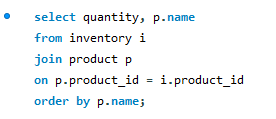 select quantity, p.name
from inventory i
join product p
on p.product_id = i.product_id
order by p.name;